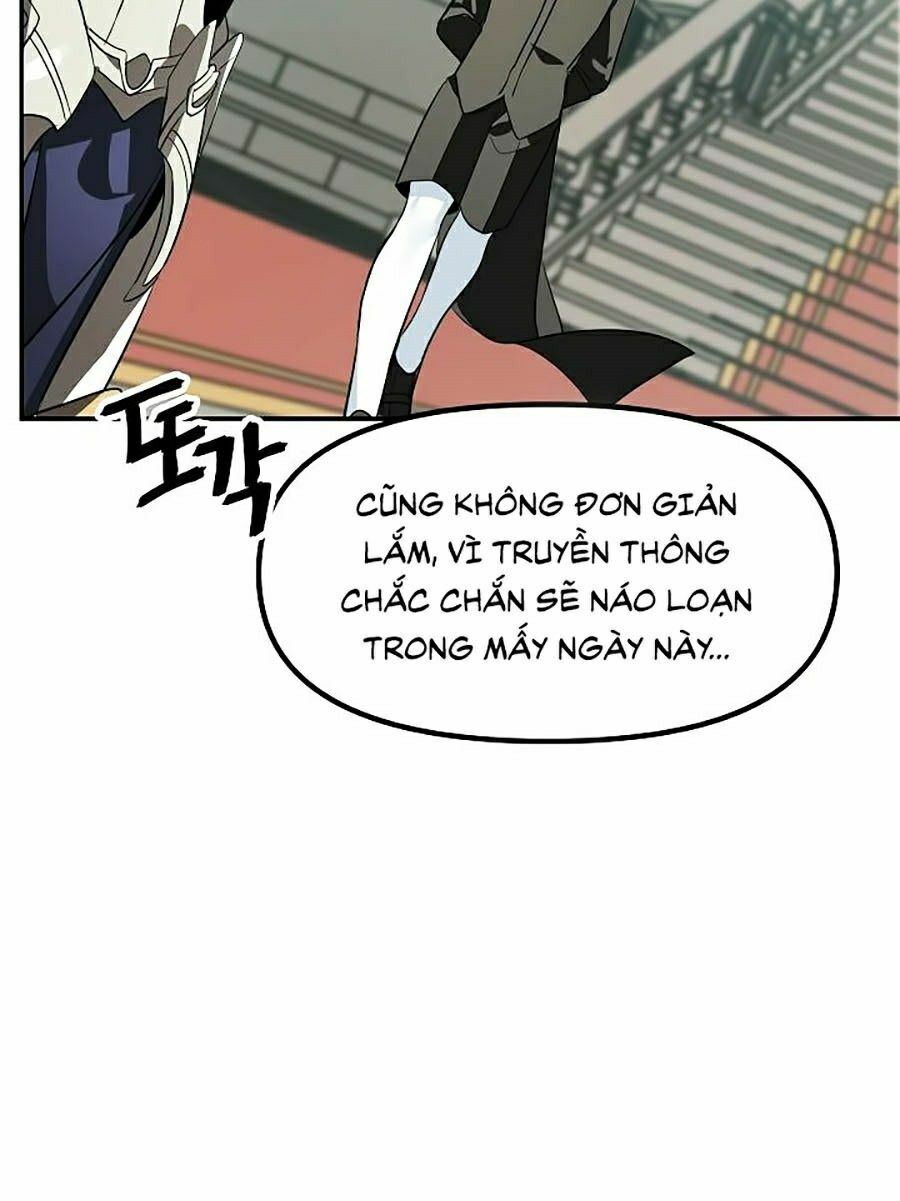 또각
CŨNG KHÔNG ĐƠN GIẢN
LẮM, VÌ TRUYỀN THÔNG
CHẮC CHẮN SẼ NÁO LOẠN
TRONG MẤY NGÀY NÀY...